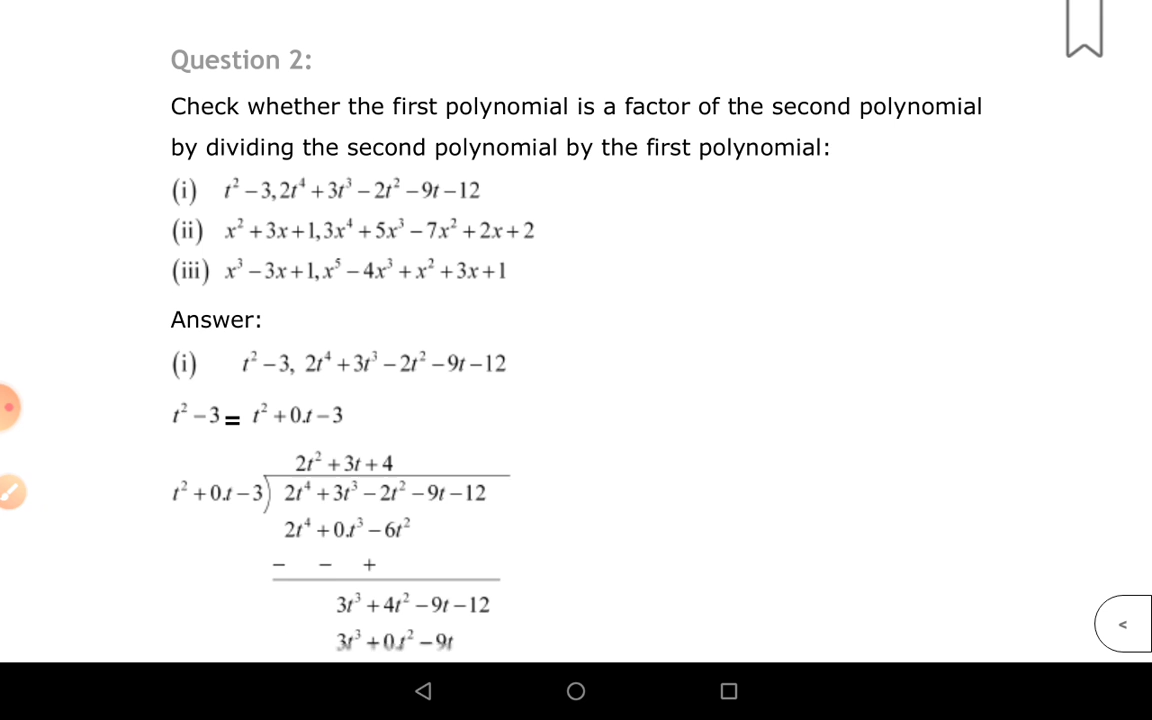 Question 2:
Check whether the first polynomial is a factor of the second polynomial
by dividing the second polynomial by the first polynomial:
(i) t² – 3, 2t⁴ + 3t³ – 2t² – 9t – 12
(ii) x² + 3x + 1, 3x⁴ + 5x³ – 7x² + 2x + 2
(iii) x³ – 3x + 1, x⁵ – 4x³ + x² + 3x + 1
Answer:
(i) t² – 3, 2t⁴ + 3t³ – 2t² – 9t – 12
t² – 3 = t² + 0.t – 3
2t² + 3t + 4
t² + 0.t – 3) 2t⁴ + 3t³ – 2t² – 9t – 12
2t⁴ + 0.t³ – 6t²
– – +
3t³ + 4t² – 9t – 12
3t³ + 0.t² – 9t
<